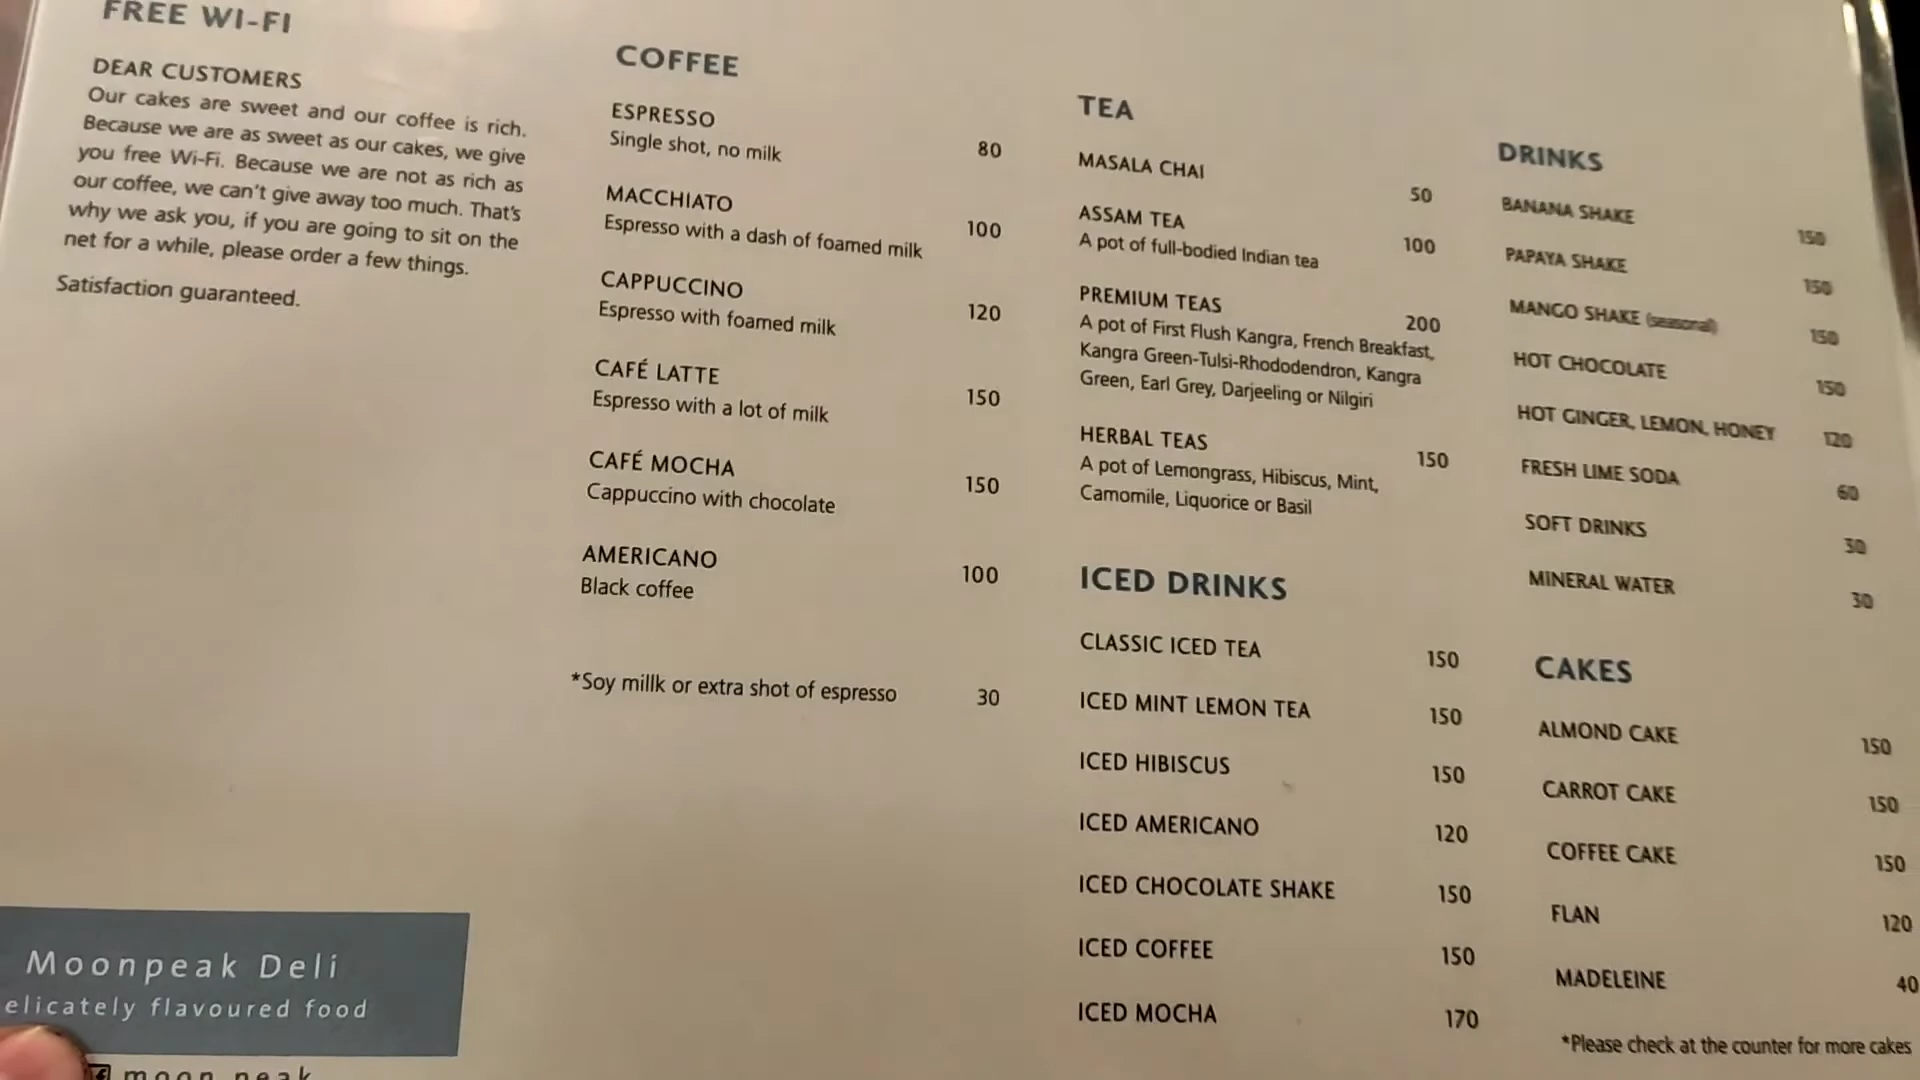 FREE WI-FI
DEAR CUSTOMERS
Our cakes are sweet and our coffee is rich.
Because we are as sweet as our cakes, we give
you free Wi-Fi. Because we are not as rich as
our coffee, we can't give away too much. That's
why we ask you, if you are going to sit on the
net for a while, please order a few things.
Satisfaction guaranteed.
Moonpeak Deli
elicately flavoured food
moon peak
COFFEE
ESPRESSO
Single shot, no milk 80
MACCHIATO
Espresso with a dash of foamed milk 100
CAPPUCCINO
Espresso with foamed milk 120
CAFÉ LATTE
Espresso with a lot of milk 150
CAFÉ MOCHA
Cappuccino with chocolate 150
AMERICANO 100
Black coffee
*Soy millk or extra shot of espresso 30
TEA
MASALA CHAI 50
ASSAM TEA 100
A pot of full-bodied Indian tea
PREMIUM TEAS 200
A pot of First Flush Kangra, French Breakfast,
Kangra Green-Tulsi-Rhododendron, Kangra
Green, Earl Grey, Darjeeling or Nilgiri
HERBAL TEAS 150
A pot of Lemongrass, Hibiscus, Mint,
Camomile, Liquorice or Basil
ICED DRINKS
CLASSIC ICED TEA 150
ICED MINT LEMON TEA 150
ICED HIBISCUS 150
ICED AMERICANO 120
ICED CHOCOLATE SHAKE 150
ICED COFFEE 150
ICED MOCHA 170
DRINKS
BANANA SHAKE 150
PAPAYA SHAKE 150
MANGO SHAKE (seasonal) 150
HOT CHOCOLATE 150
HOT GINGER, LEMON, HONEY 120
FRESH LIME SODA 60
SOFT DRINKS 30
MINERAL WATER 30
CAKES
ALMOND CAKE 150
CARROT CAKE 150
COFFEE CAKE 150
FLAN 120
MADELEINE 40
*Please check at the counter for more cakes